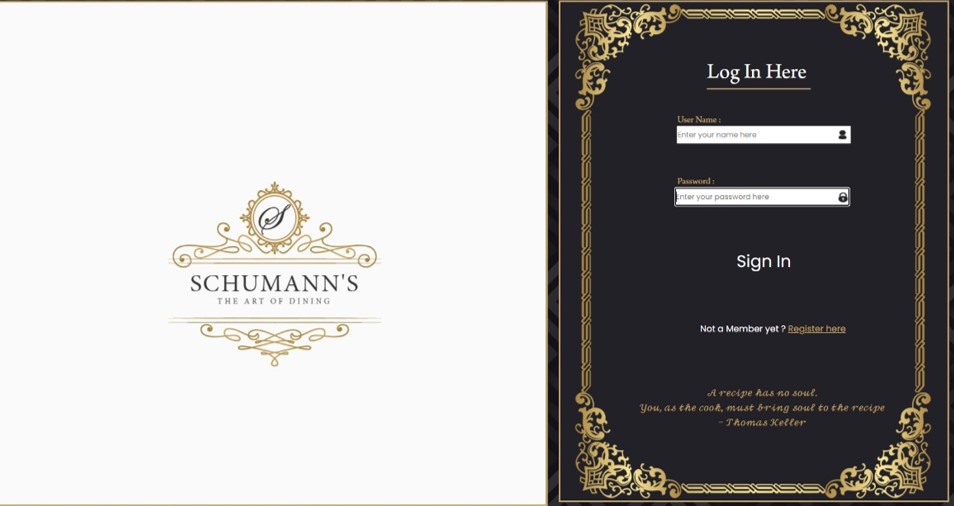 S
SCHUMANN'S
THE ART OF DINING
Log In Here
User Name :
Enter your name here
Password :
Enter your password here
Sign In
Not a Member yet ? Register here
A recipe has no soul.
You, as the cook, must bring soul to the recipe
~ Thomas Keller